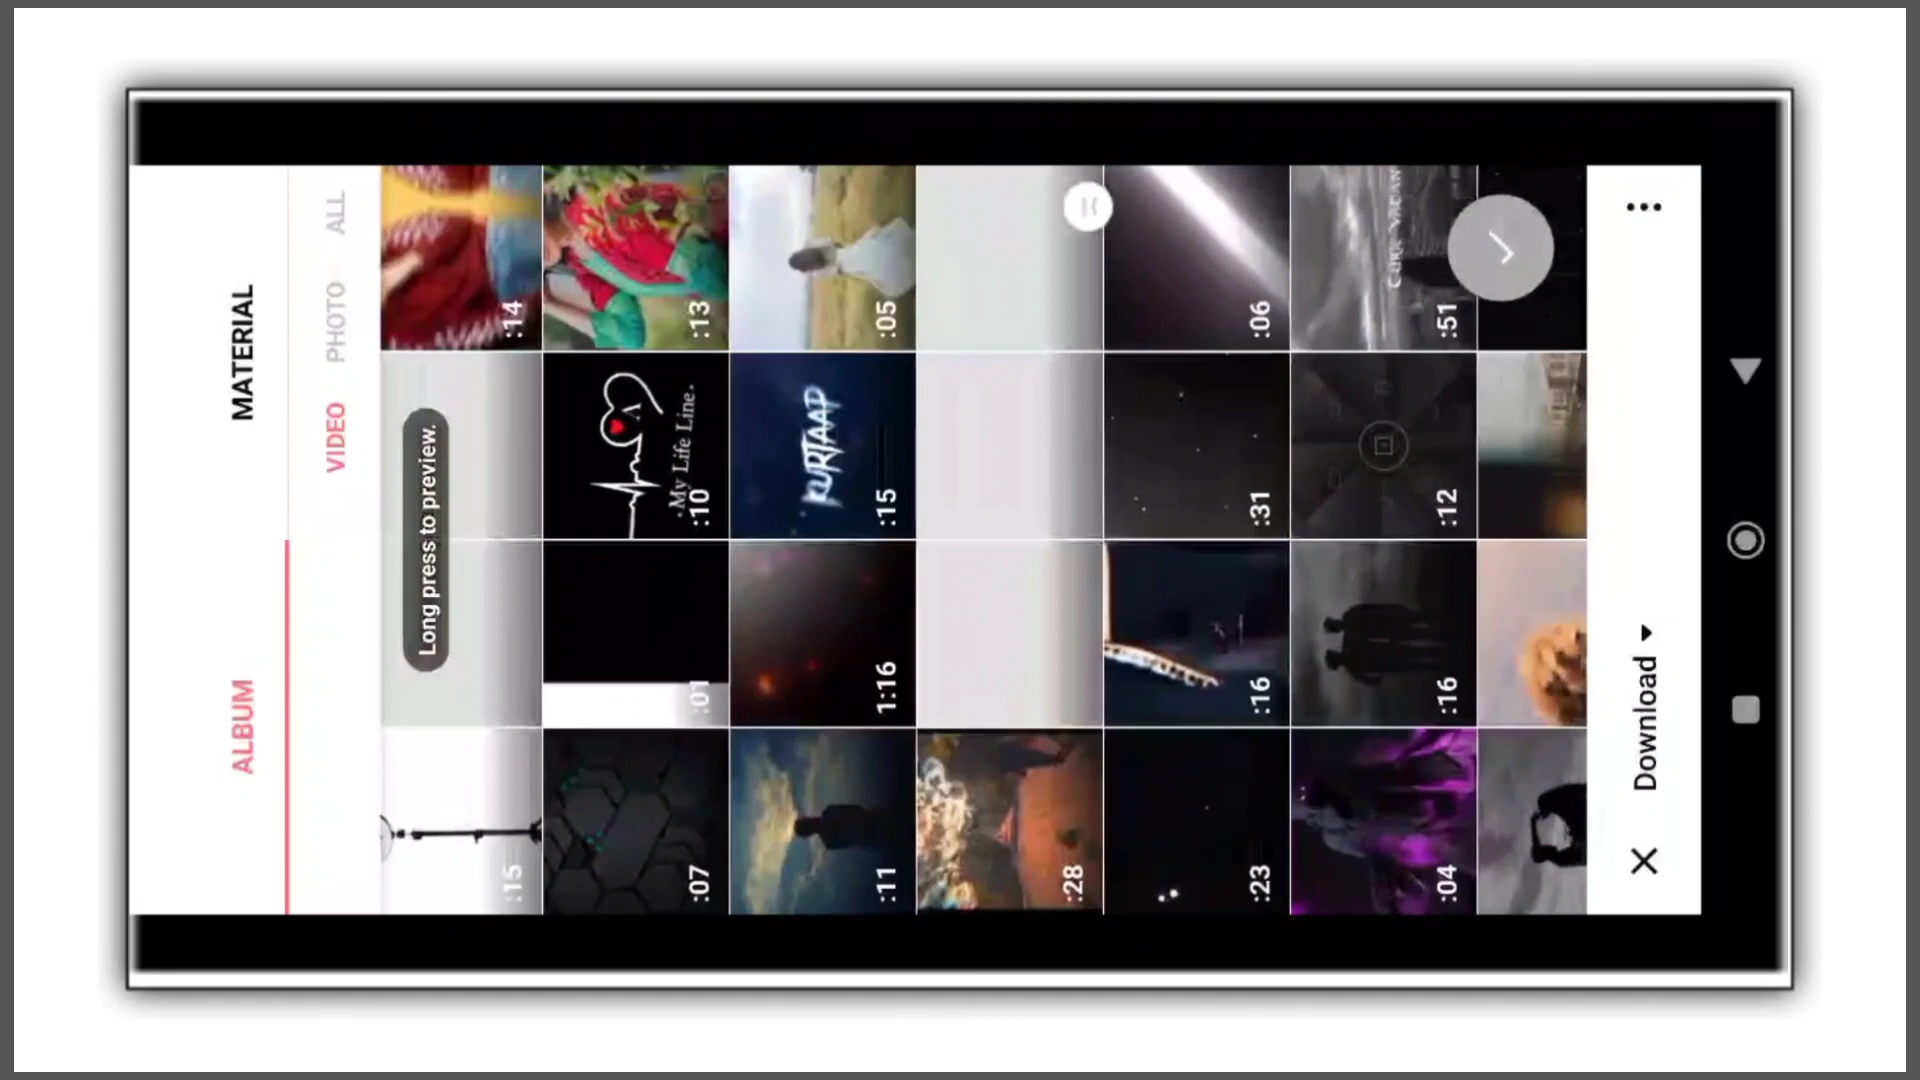 ALBUM MATERIAL
VIDEO PHOTO ALL
Long press to preview.
:15 :14
My Life Line.
:07 :01 :10 :13
KURTAAP
:11 1:16 :15 :05
:28
:23 :16 :31 :06
:04 :16 :12 :51
Download